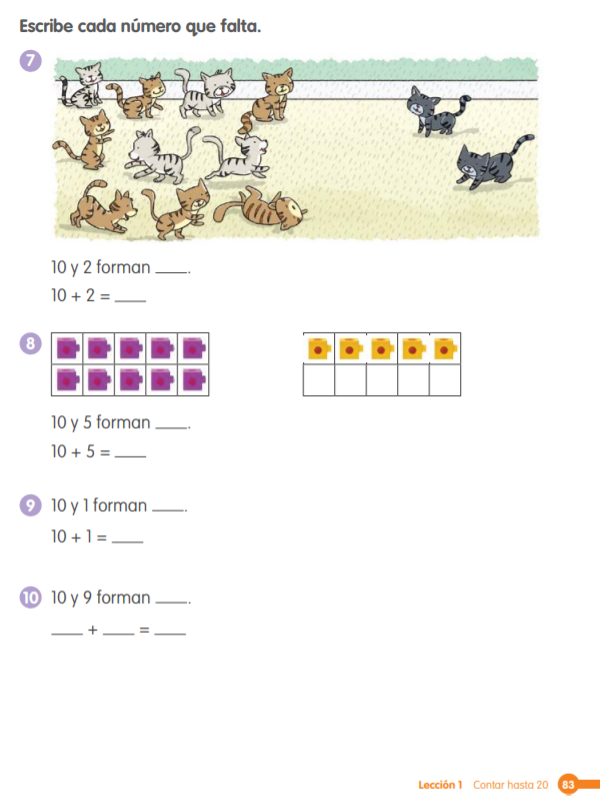 Escribe cada número que falta.
7
10 y 2 forman ____.
10 + 2 = ____
8
10 y 5 forman ____.
10 + 5 = ____
9 10 y 1 forman ____.
10 + 1 = ____
10 10 y 9 forman ____.
____ + ____ = ____
Lección 1 Contar hasta 20 83